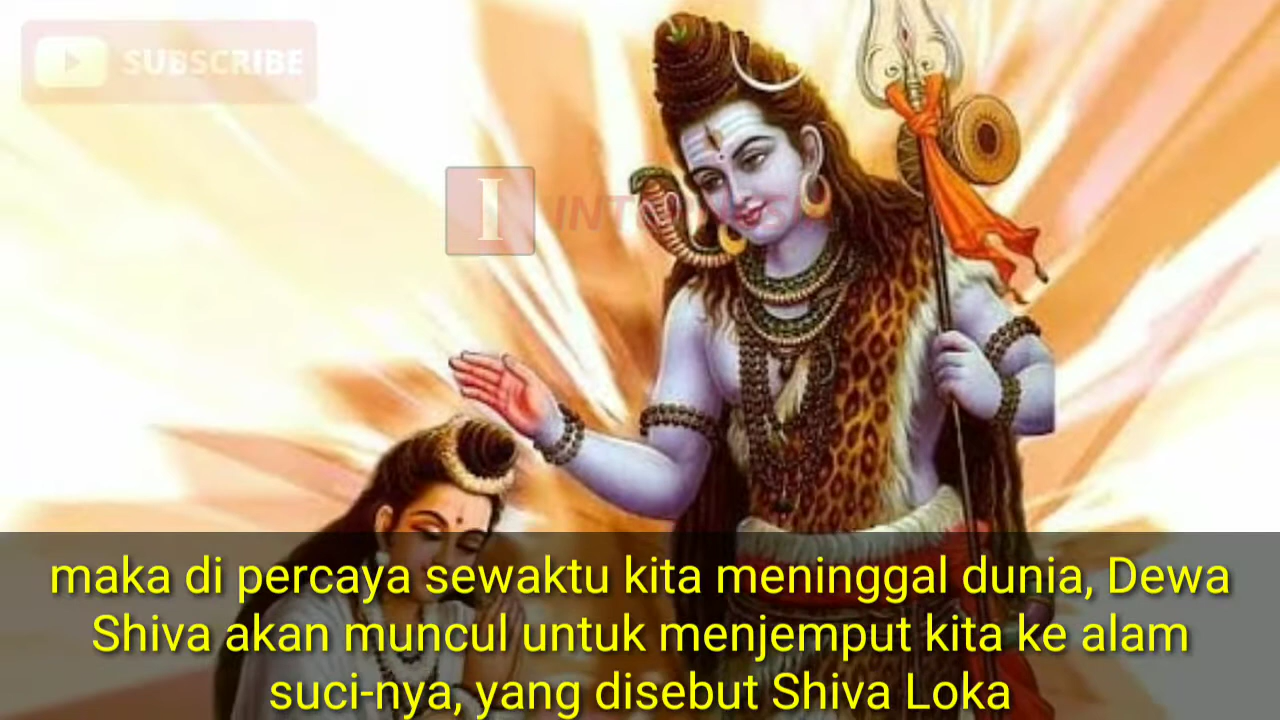 SUBSCRIBE
I
maka di percaya sewaktu kita meninggal dunia, Dewa
Shiva akan muncul untuk menjemput kita ke alam
suci-nya, yang disebut Shiva Loka